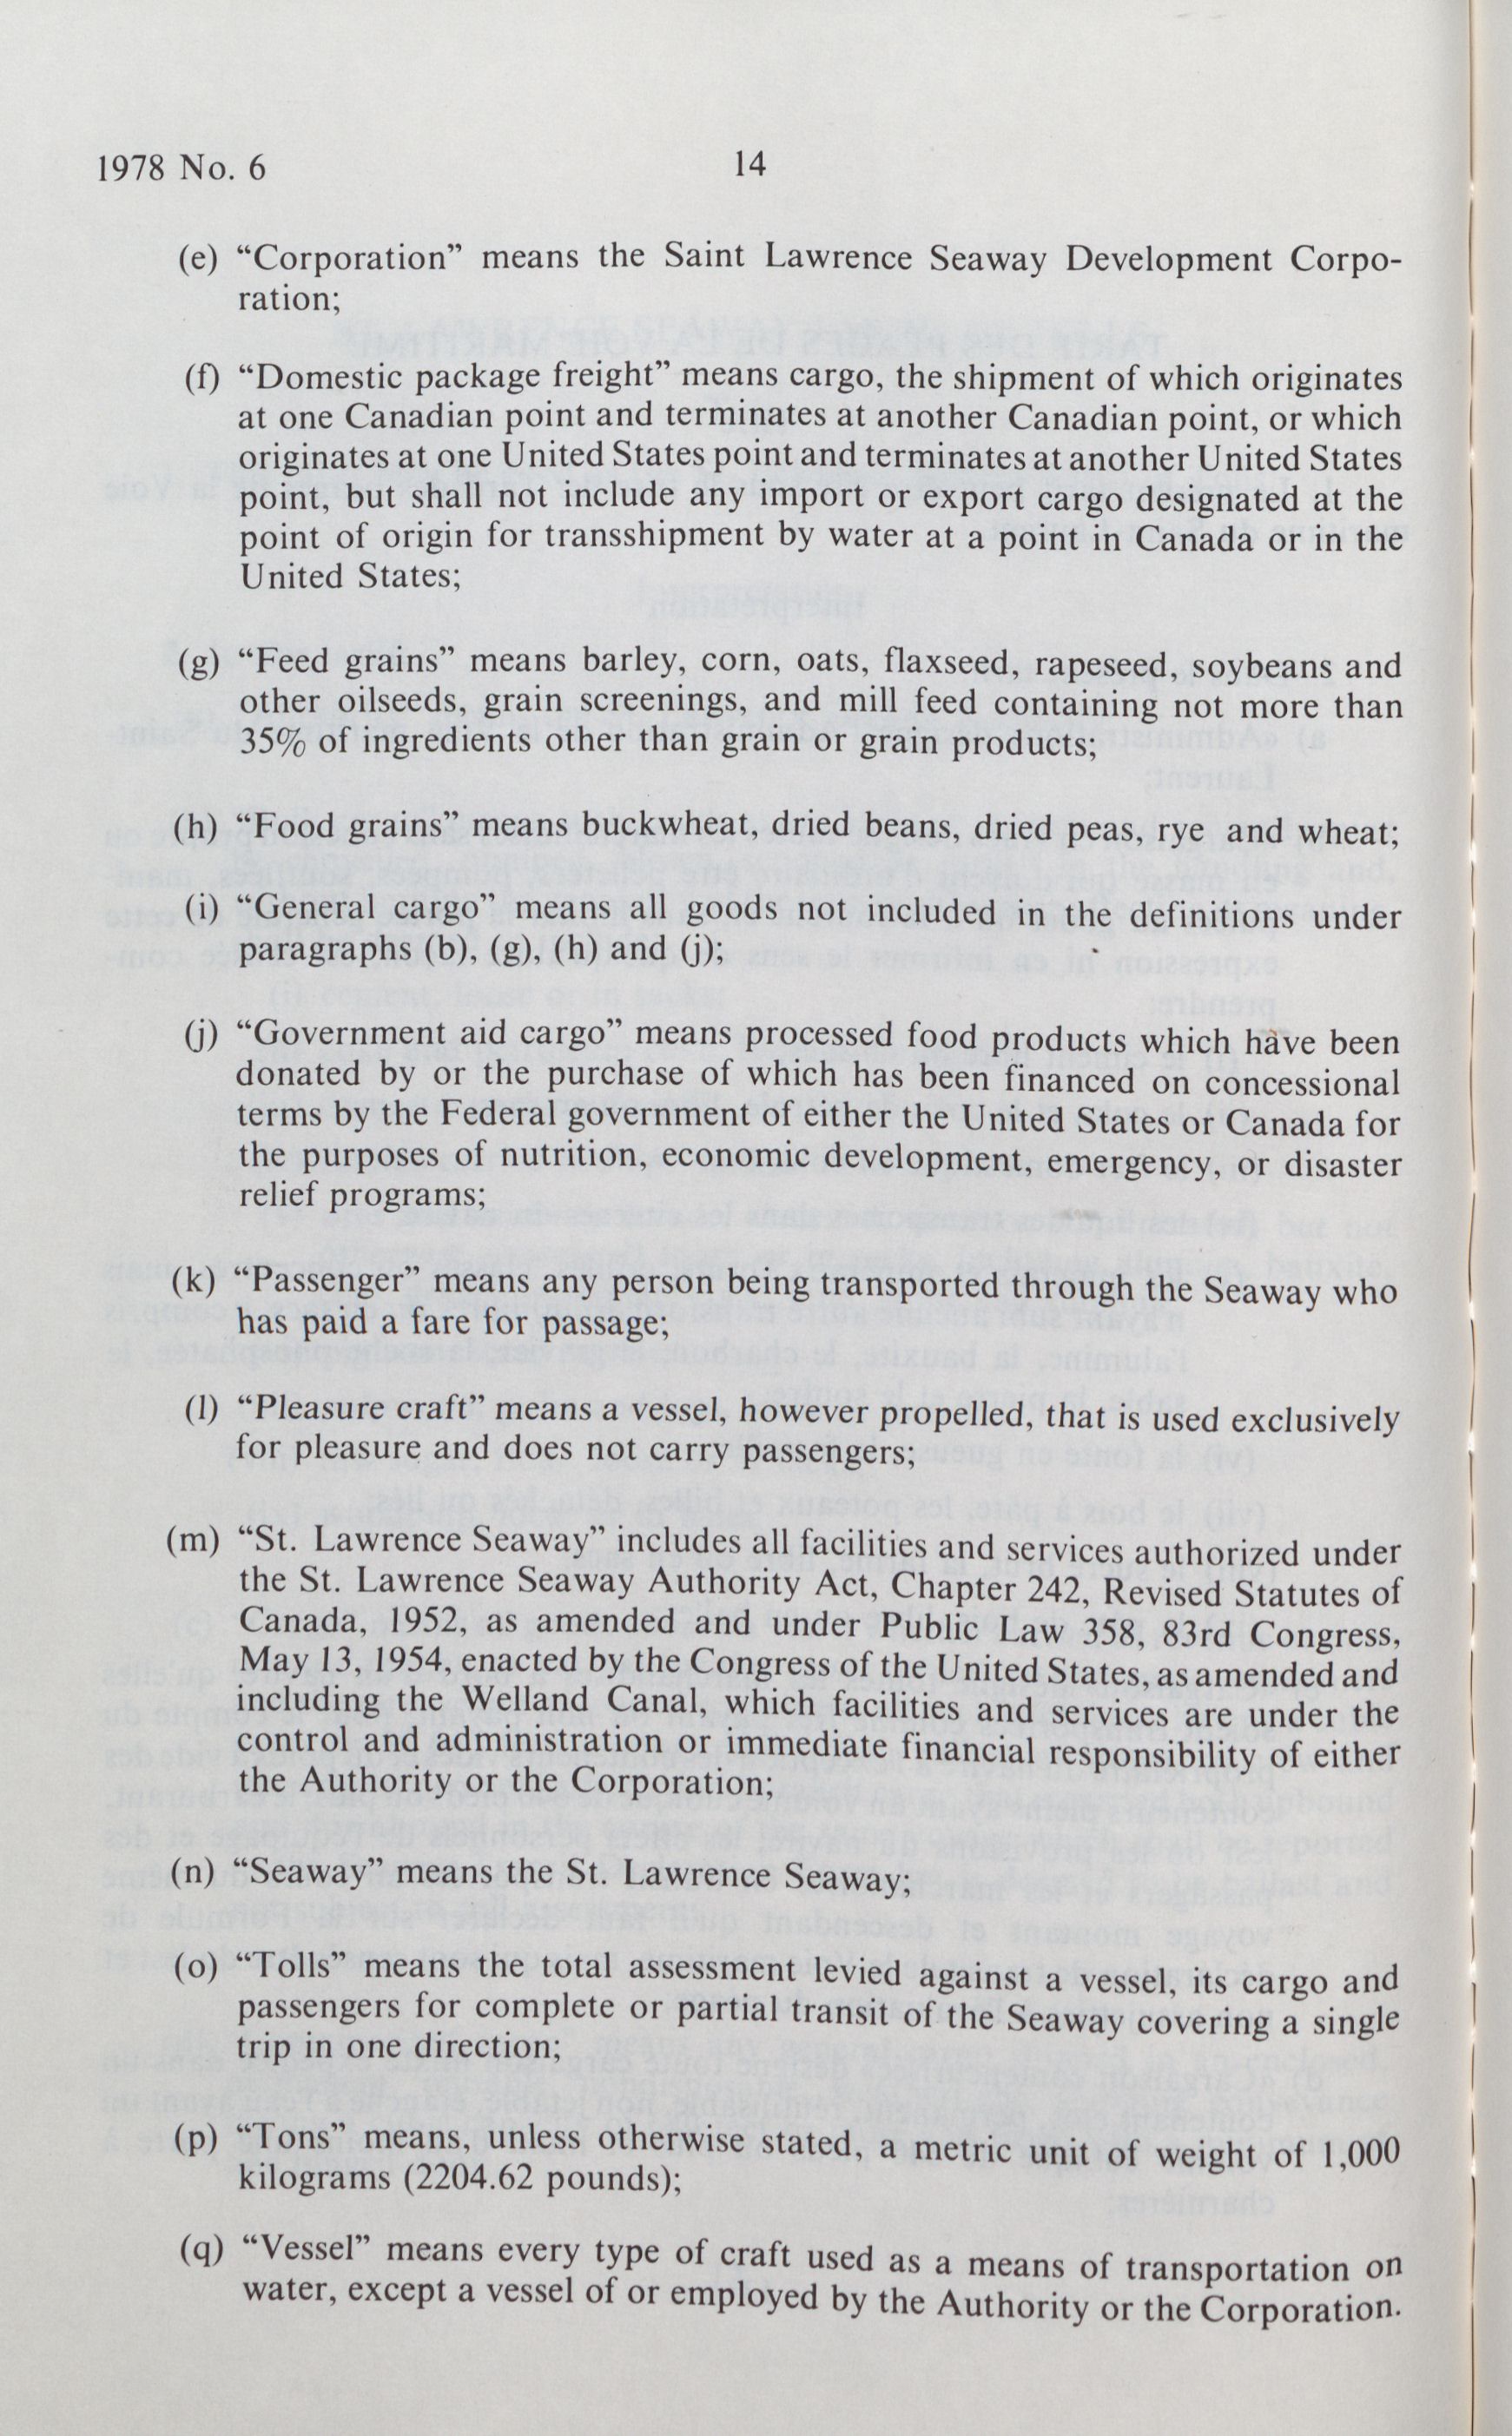 1978 No. 6
14
(e) “Corporation” means the Saint Lawrence Seaway Development Corpo-
ration;
(f) “Domestic package freight” means cargo, the shipment of which originates
at one Canadian point and terminates at another Canadian point, or which
originates at one United States point and terminates at another United States
point, but shall not include any import or export cargo designated at the
point of origin for transshipment by water at a point in Canada or in the
United States;
(g) “Feed grains” means barley, corn, oats, flaxseed, rapeseed, soybeans and
other oilseeds, grain screenings, and mill feed containing not more than
35% of ingredients other than grain or grain products;
(h) “Food grains” means buckwheat, dried beans, dried peas, rye and wheat;
(i) “General cargo” means all goods not included in the definitions under
paragraphs (b), (g), (h) and (j);
(j) “Government aid cargo” means processed food products which have been
donated by or the purchase of which has been financed on concessional
terms by the Federal government of either the United States or Canada for
the purposes of nutrition, economic development, emergency, or disaster
relief programs;
(k) “Passenger” means any person being transported through the Seaway who
has paid a fare for passage;
(l) “Pleasure craft” means a vessel, however propelled, that is used exclusively
for pleasure and does not carry passengers;
(m) “St. Lawrence Seaway” includes all facilities and services authorized under
the St. Lawrence Seaway Authority Act, Chapter 242, Revised Statutes of
Canada, 1952, as amended and under Public Law 358, 83rd Congress,
May 13, 1954, enacted by the Congress of the United States, as amended and
including the Welland Canal, which facilities and services are under the
control and administration or immediate financial responsibility of either
the Authority or the Corporation;
(n) “Seaway” means the St. Lawrence Seaway;
(o) “Tolls” means the total assessment levied against a vessel, its cargo and
passengers for complete or partial transit of the Seaway covering a single
trip in one direction;
(p) “Tons” means, unless otherwise stated, a metric unit of weight of 1,000
kilograms (2204.62 pounds);
(q) “Vessel” means every type of craft used as a means of transportation on
water, except a vessel of or employed by the Authority or the Corporation.